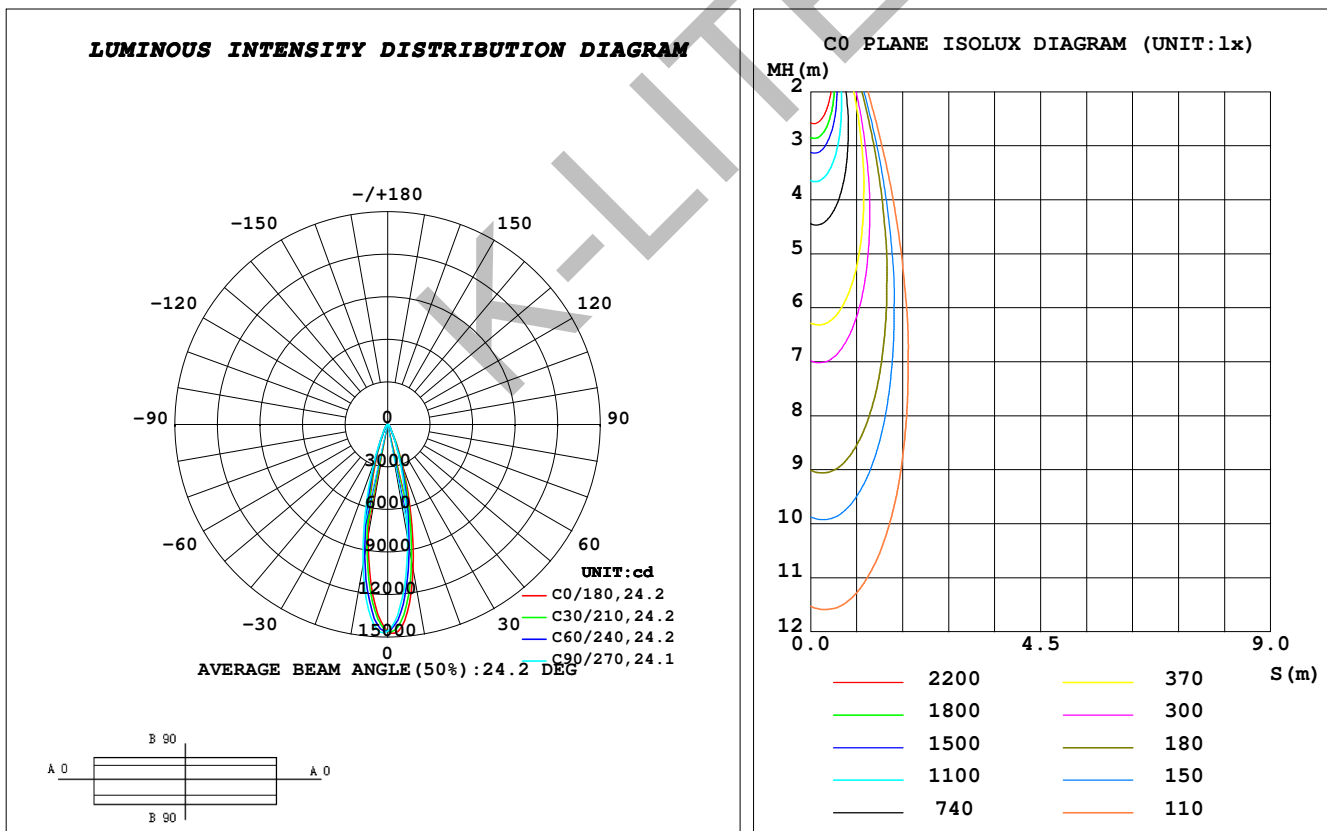 LUMINOUS INTENSITY DISTRIBUTION DIAGRAM
-/+180
-150
150
-120
120
-90
90
-60
60
-30
30
0
3000
6000
9000
12000
15000
0
UNIT:cd
C0/180,24.2
C30/210,24.2
C60/240,24.2
C90/270,24.1
AVERAGE BEAM ANGLE(50%):24.2 DEG
B 90
A 0
A 0
B 90
C0 PLANE ISOLUX DIAGRAM (UNIT:lx)
MH(m)
2
3
4
5
6
7
8
9
10
11
12
0.0
4.5
9.0
S(m)
2200
370
1800
300
1500
180
1100
150
740
110
K-LITE